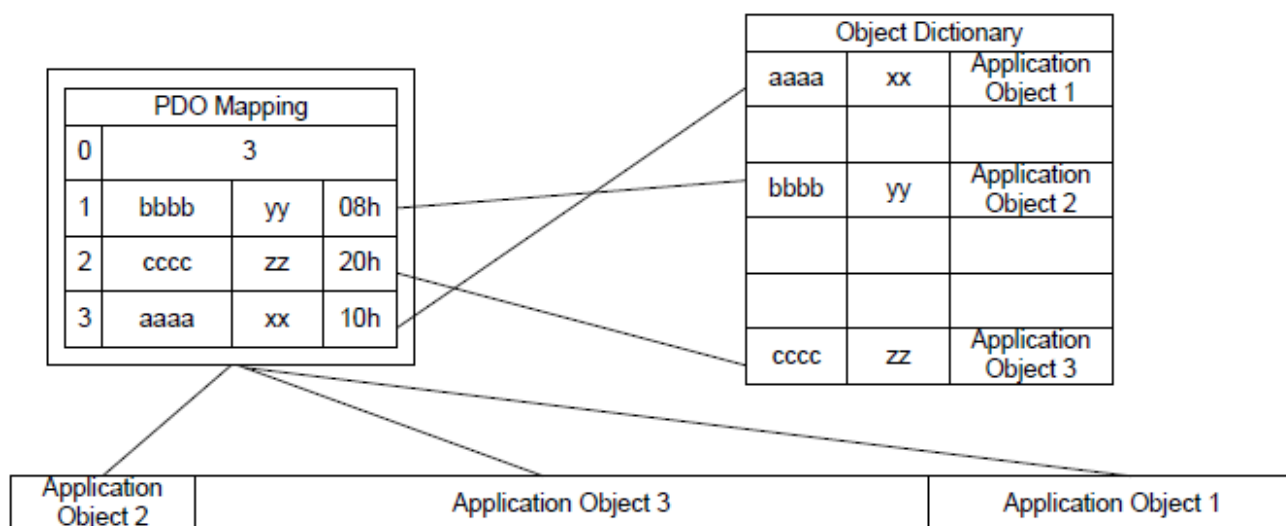 PDO Mapping
0 3
1 bbbb yy 08h
2 cccc zz 20h
3 aaaa xx 10h
Object Dictionary
aaaa xx Application
Object 1
bbbb yy Application
Object 2
cccc zz Application
Object 3
Application
Object 2
Application Object 3
Application Object 1